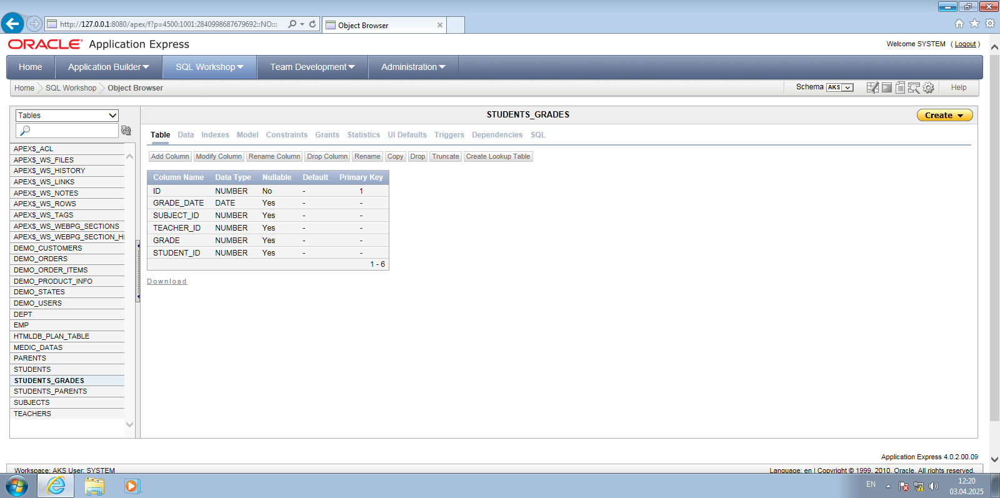 http://127.0.0.1:8080/apex/f?p=4500:1001:2840998687679692::NO:::
Object Browser
ORACLE Application Express
Welcome SYSTEM ( Logout )
Home Application Builder SQL Workshop Team Development Administration
Home SQL Workshop Object Browser Schema AKS Help
Tables
STUDENTS_GRADES
Create
Table Data Indexes Model Constraints Grants Statistics UI Defaults Triggers Dependencies SQL
Add Column Modify Column Rename Column Drop Column Rename Copy Drop Truncate Create Lookup Table
APEX$_ACL
APEX$_WS_FILES
APEX$_WS_HISTORY
APEX$_WS_LINKS
APEX$_WS_NOTES
APEX$_WS_ROWS
APEX$_WS_TAGS
APEX$_WS_WEBPG_SECTIONS
APEX$_WS_WEBPG_SECTION_HI
DEMO_CUSTOMERS
DEMO_ORDERS
DEMO_ORDER_ITEMS
DEMO_PRODUCT_INFO
DEMO_STATES
DEMO_USERS
DEPT
EMP
HTMLDB_PLAN_TABLE
MEDIC_DATAS
PARENTS
STUDENTS
STUDENTS_GRADES
STUDENTS_PARENTS
SUBJECTS
TEACHERS
Column Name Data Type Nullable Default Primary Key
ID NUMBER No - 1
GRADE_DATE DATE Yes - -
SUBJECT_ID NUMBER Yes - -
TEACHER_ID NUMBER Yes - -
GRADE NUMBER Yes - -
STUDENT_ID NUMBER Yes - -
1 - 6
Download
Application Express 4.0.2.00.09
Workspace: AKS User: SYSTEM
Language: en | Copyright © 1999, 2010, Oracle. All rights reserved.
EN
12:20
03.04.2025